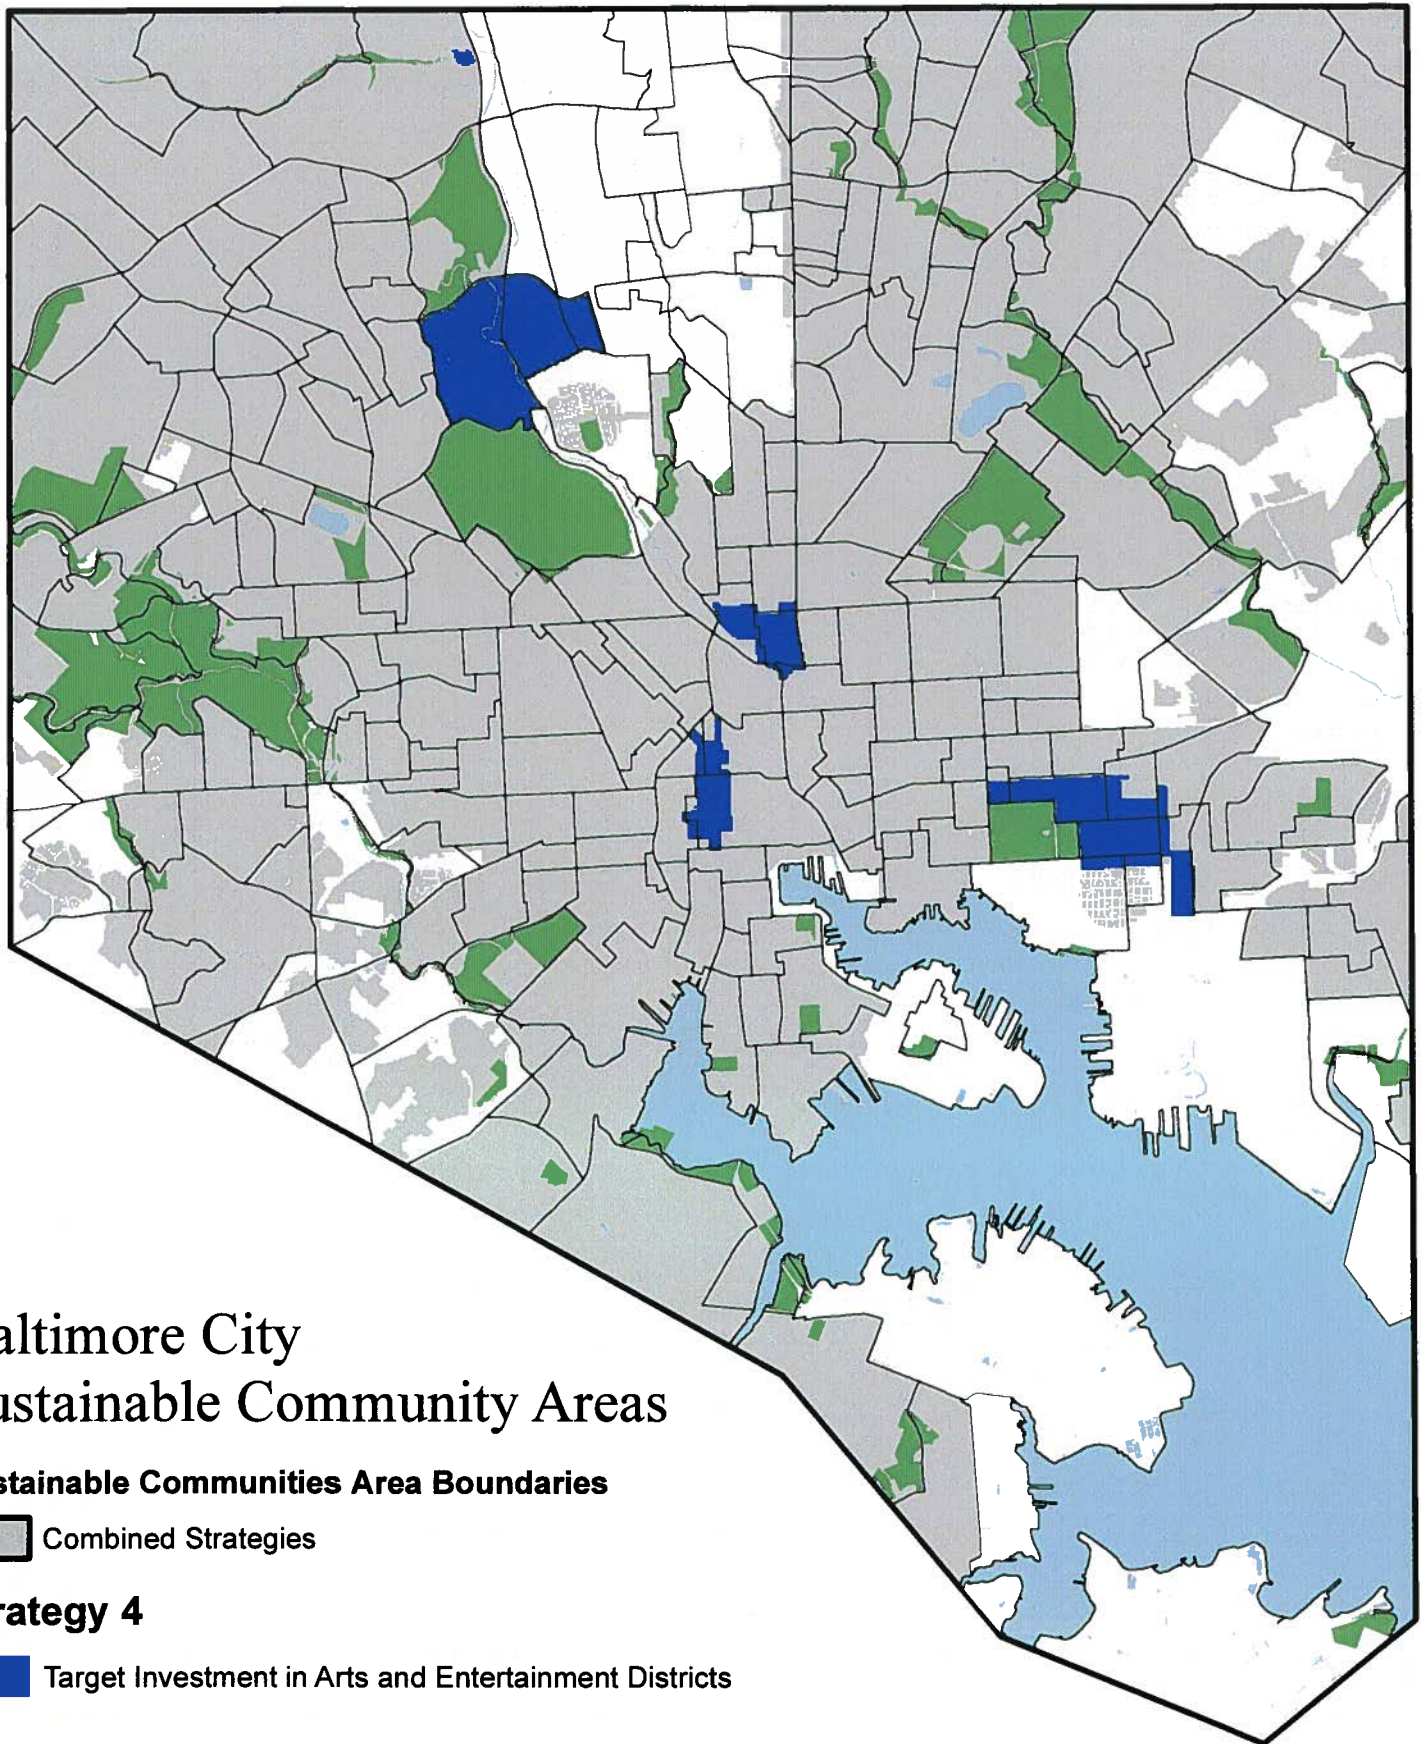 altimore City
ustainable Community Areas
stainable Communities Area Boundaries
Combined Strategies
rategy 4
Target Investment in Arts and Entertainment Districts